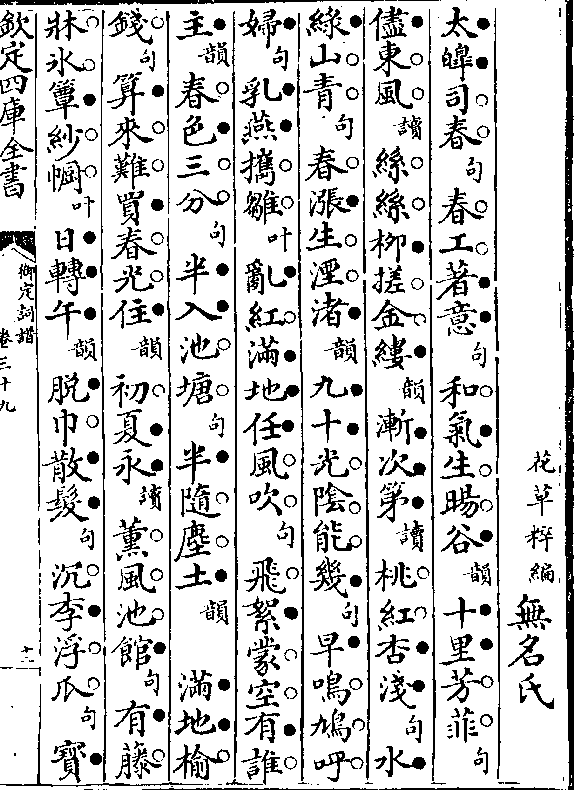 花草粹編 無名氏
太皥司春句春工著意句和氣生暘谷韻十里芳菲句
儘東風讀絲絲柳搓金縷韻漸次第讀桃紅杏淺句水
綠山青句春漲生湮渚韻九十光陰能幾句早鳴鳩呼
婦句乳燕攜雛叶亂紅滿地任風吹句飛絮蒙空有誰
主韻春色三分句半入池塘句半隨塵土韻 滿地榆
錢句算來難買春光住韻初夏永讀薰風池館句有藤
牀冰簟紗幮叶日轉午韻脫巾散髮句沉李浮瓜句寳
欽定四庫全書
御定詞譜
卷三十九
十二